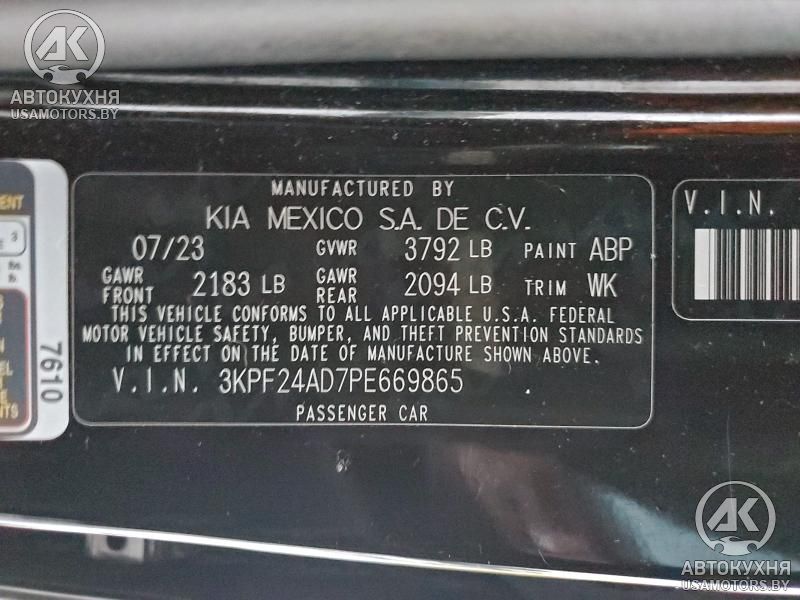 AK
АВТОКУХНЯ
USAMOTORS.BY
MANUFACTURED BY
KIA MEXICO S.A. DE C.V.
07/23 GVWR 3792 LB PAINT ABP
GAWR FRONT 2183 LB GAWR REAR 2094 LB TRIM WK
THIS VEHICLE CONFORMS TO ALL APPLICABLE U.S.A. FEDERAL
MOTOR VEHICLE SAFETY, BUMPER, AND THEFT PREVENTION STANDARDS
IN EFFECT ON THE DATE OF MANUFACTURE SHOWN ABOVE.
V.I.N. 3KPF24AD7PE669865
PASSENGER CAR
7610
V.I.N.
AK
АВТОКУХНЯ
USAMOTORS.BY